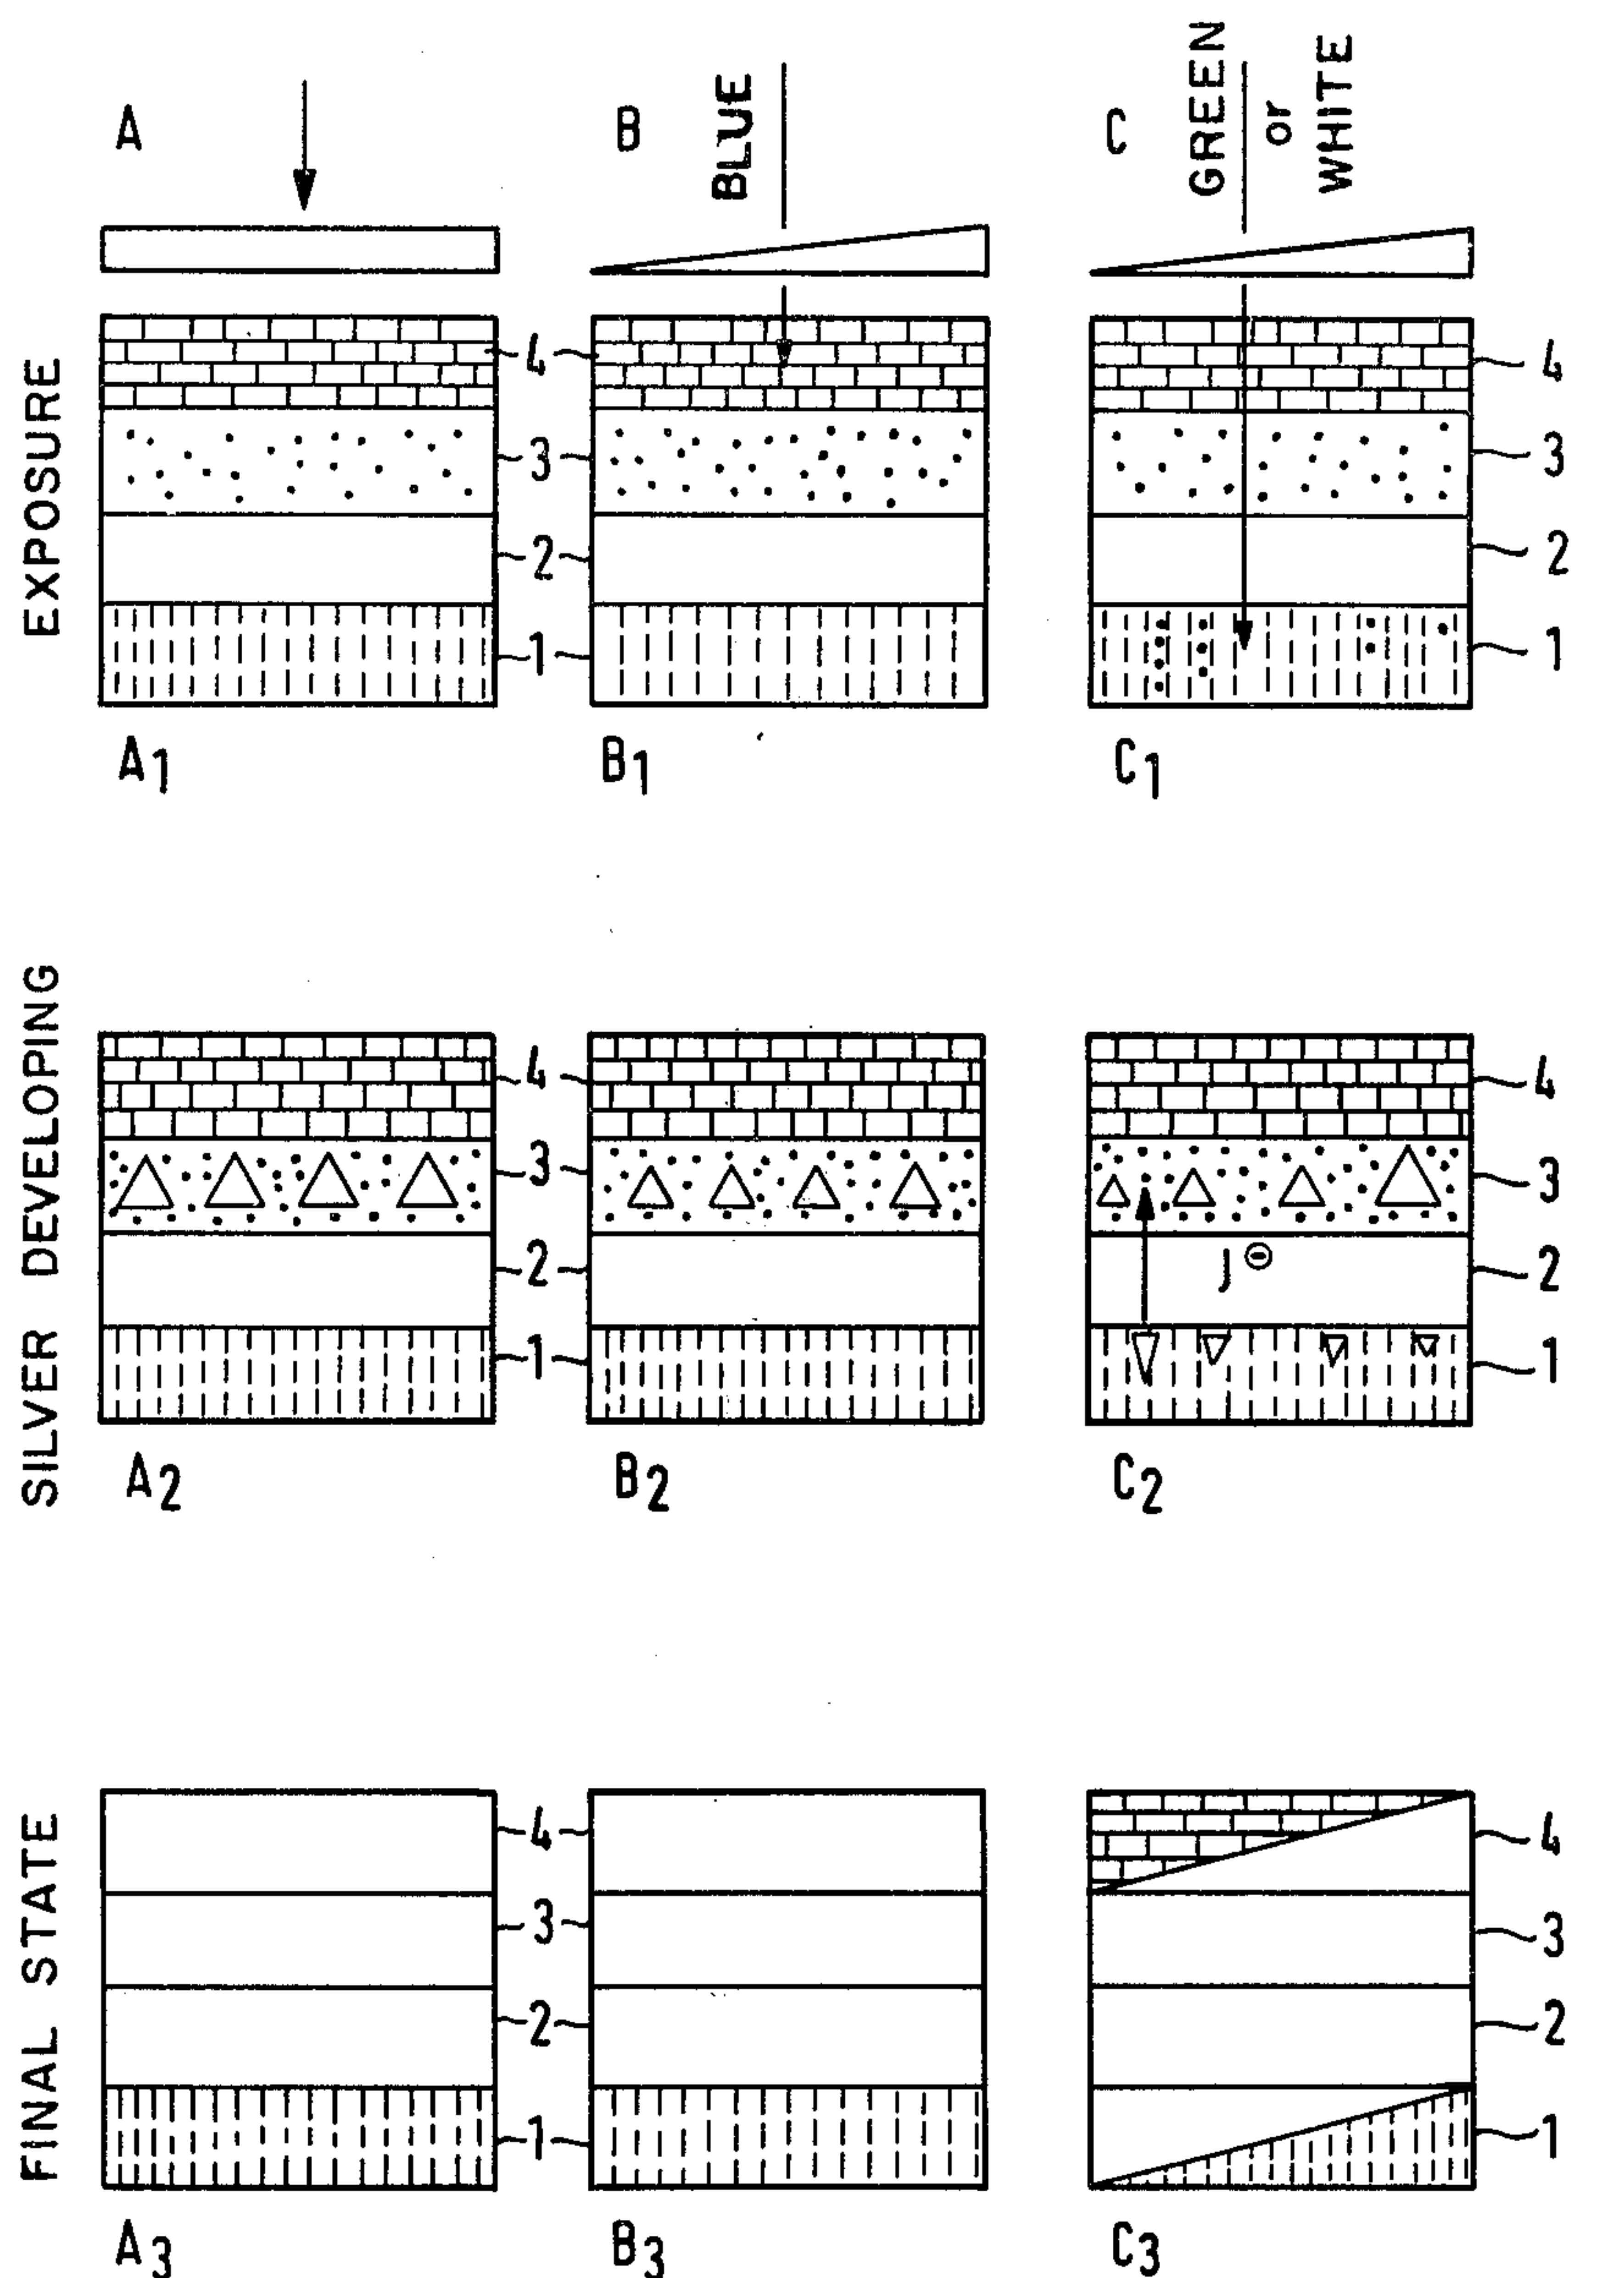 EXPOSURE
A
B
BLUE
C
GREEN
or
WHITE
4
4
3
3
2
2
1
1
A1
B1
C1
SILVER DEVELOPING
4
4
3
3
2
2
1
1
J⊖
A2
B2
C2
FINAL STATE
4
4
3
3
2
2
1
1
A3
B3
C3